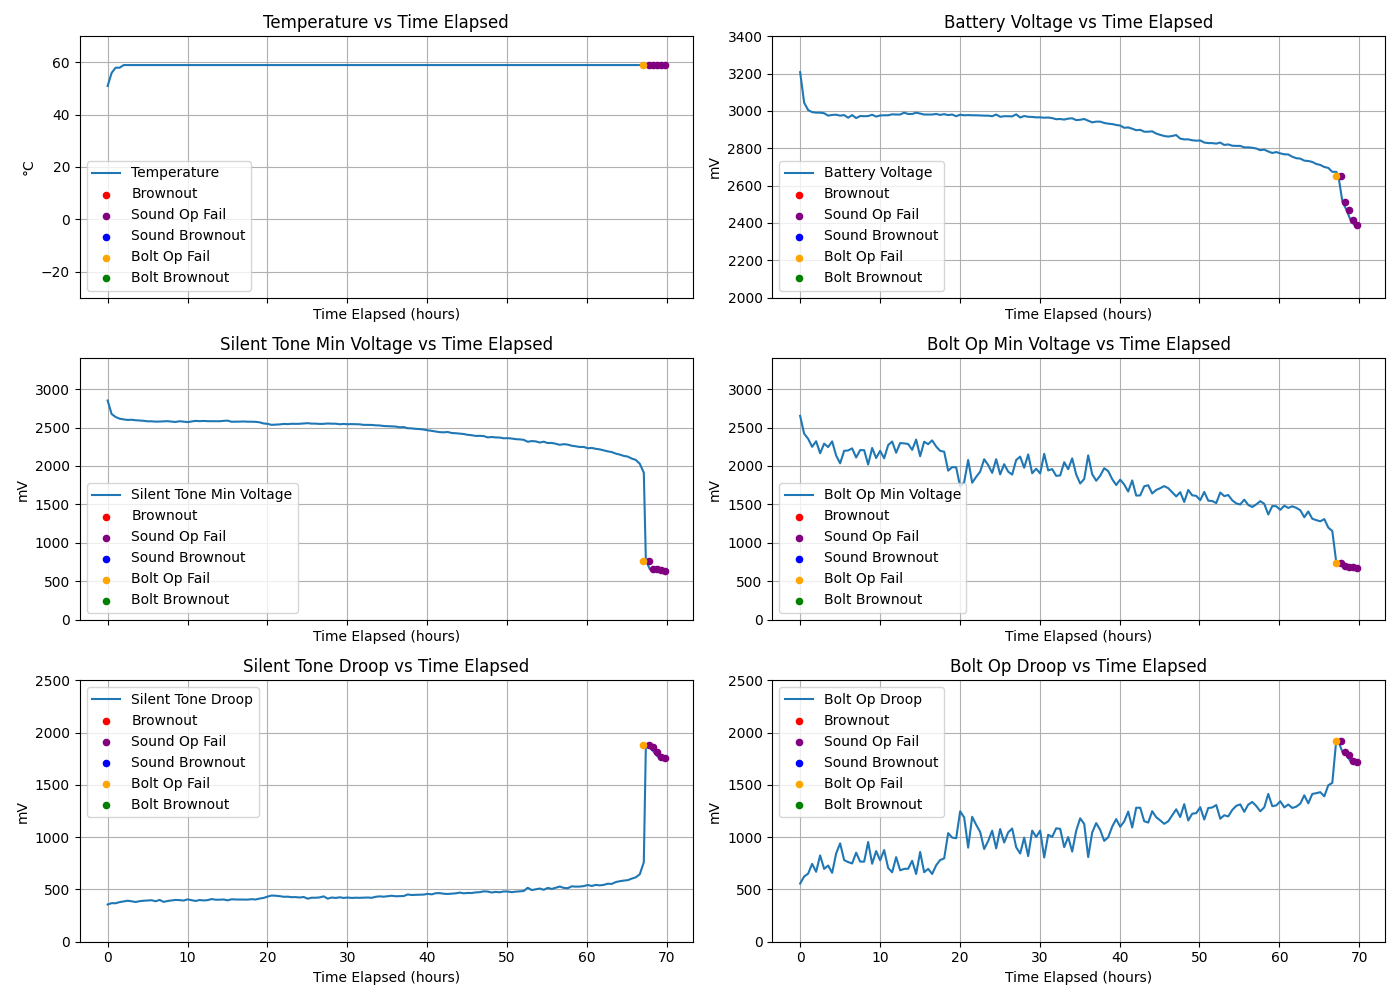 Temperature vs Time Elapsed
60
40
20
0
−20
°C
Temperature
Brownout
Sound Op Fail
Sound Brownout
Bolt Op Fail
Bolt Brownout
Time Elapsed (hours)
Battery Voltage vs Time Elapsed
3400
3200
3000
2800
2600
2400
2200
2000
mV
Battery Voltage
Brownout
Sound Op Fail
Sound Brownout
Bolt Op Fail
Bolt Brownout
Time Elapsed (hours)
Silent Tone Min Voltage vs Time Elapsed
3000
2500
2000
1500
1000
500
0
mV
Silent Tone Min Voltage
Brownout
Sound Op Fail
Sound Brownout
Bolt Op Fail
Bolt Brownout
Time Elapsed (hours)
Bolt Op Min Voltage vs Time Elapsed
3000
2500
2000
1500
1000
500
0
mV
Bolt Op Min Voltage
Brownout
Sound Op Fail
Sound Brownout
Bolt Op Fail
Bolt Brownout
Time Elapsed (hours)
Silent Tone Droop vs Time Elapsed
2500
2000
1500
1000
500
0
mV
Silent Tone Droop
Brownout
Sound Op Fail
Sound Brownout
Bolt Op Fail
Bolt Brownout
0 10 20 30 40 50 60 70
Time Elapsed (hours)
Bolt Op Droop vs Time Elapsed
2500
2000
1500
1000
500
0
mV
Bolt Op Droop
Brownout
Sound Op Fail
Sound Brownout
Bolt Op Fail
Bolt Brownout
0 10 20 30 40 50 60 70
Time Elapsed (hours)